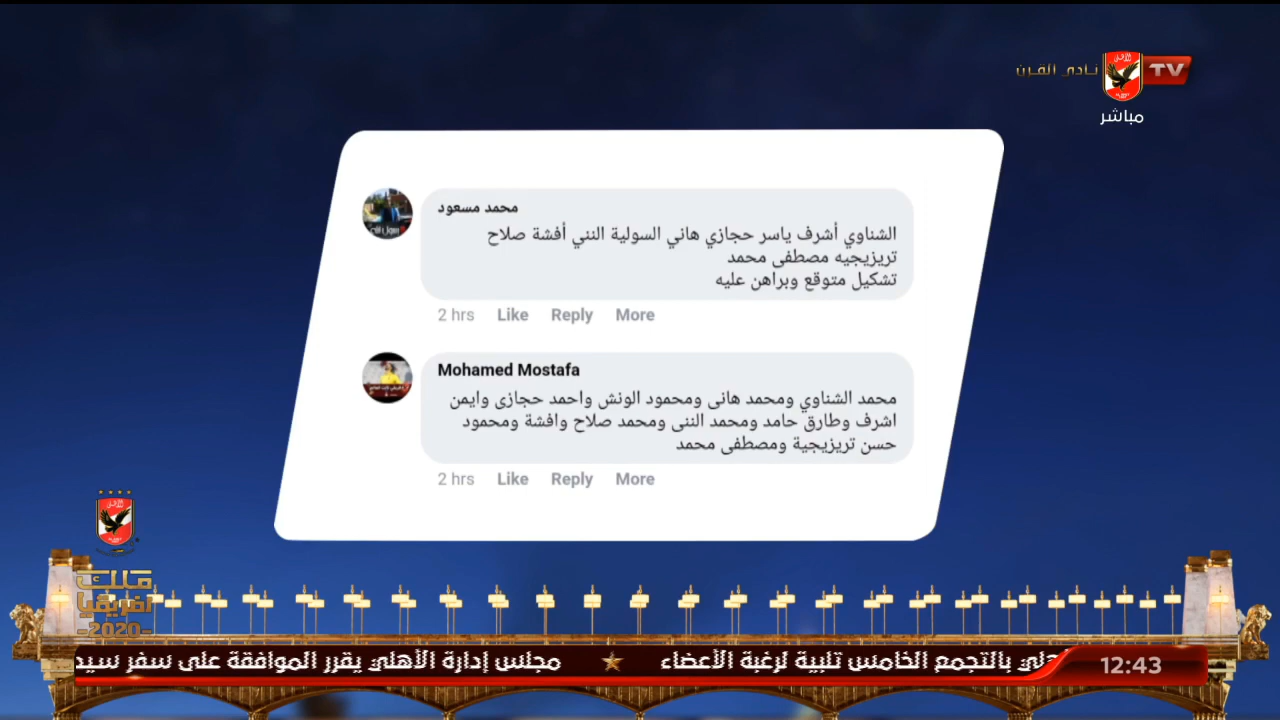 نادي القرن
TV
مباشر
محمد مسعود
الشناوي أشرف ياسر حجازي هاني السولية النني أفشة صلاح
تريزيجيه مصطفى محمد
تشكيل متوقع وبراهن عليه
2 hrs Like Reply More
Mohamed Mostafa
محمد الشناوي ومحمد هانى ومحمود الونش واحمد حجازى وايمن
اشرف وطارق حامد ومحمد الننى ومحمد صلاح وافشة ومحمود
حسن تريزيجية ومصطفى محمد
2 hrs Like Reply More
ملك
أفريقيا
-2020-
بالتجمع الخامس تلبية لرغبة الأعضاء ★ مجلس إدارة الأهلي يقرر الموافقة على سفر
12:43